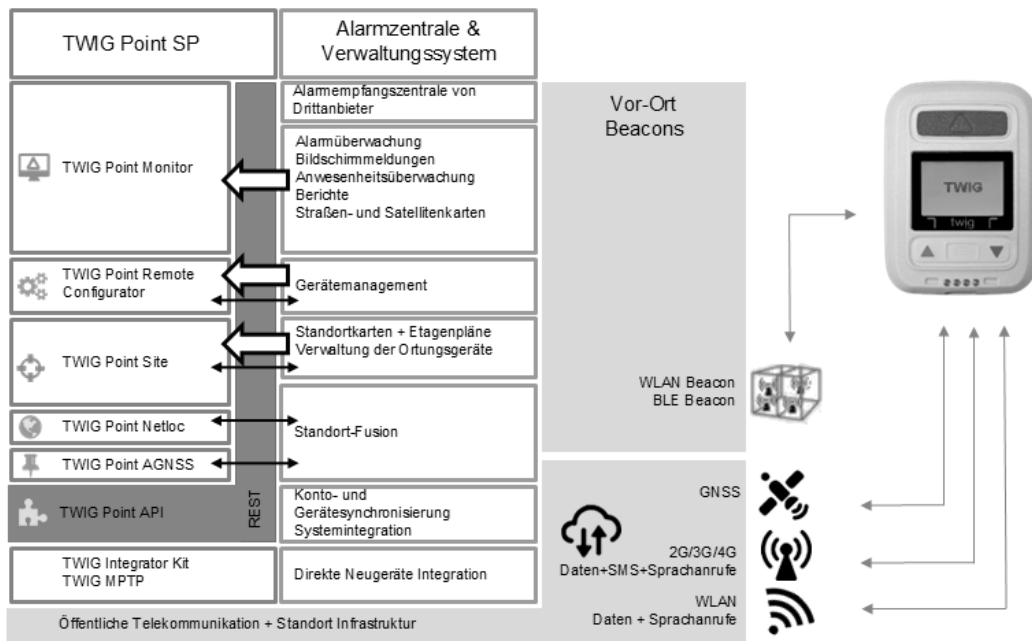 TWIG Point SP
Alarmzentrale &
Verwaltungssystem
TWIG Point Monitor
Alarmempfangszentrale von
Drittanbieter
Alarmüberwachung
Bildschirmmeldungen
Anwesenheitsüberwachung
Berichte
Straßen- und Satellitenkarten
TWIG Point Remote
Configurator
Gerätemanagement
TWIG Point Site
Standortkarten + Etagenpläne
Verwaltung der Ortungsgeräte
TWIG Point Netloc
TWIG Point AGNSS
Standort-Fusion
TWIG Point API
REST
Konto- und
Gerätesynchronisierung
Systemintegration
TWIG Integrator Kit
TWIG MPTP
Direkte Neugeräte Integration
Öffentliche Telekommunikation + Standort Infrastruktur
Vor-Ort
Beacons
WLAN Beacon
BLE Beacon
GNSS
2G/3G/4G
Daten+SMS+Sprachanrufe
WLAN
Daten + Sprachanrufe
TWIG
twig